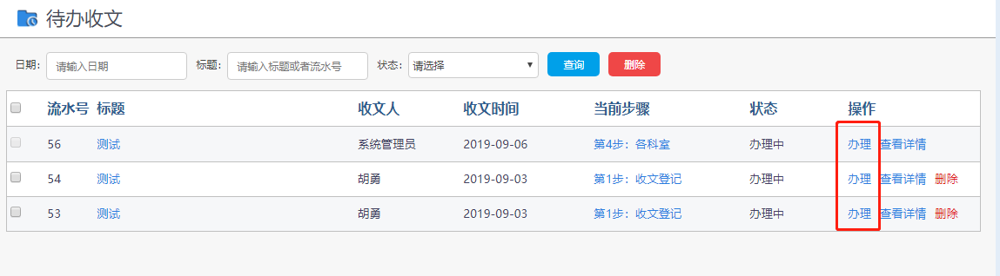 待办收文
日期: 请输入日期 标题: 请输入标题或者流水号 状态: 请选择 查询 删除
流水号 标题 收文人 收文时间 当前步骤 状态 操作
56 测试 系统管理员 2019-09-06 第4步：各科室 办理中 办理 查看详情
54 测试 胡勇 2019-09-03 第1步：收文登记 办理中 办理 查看详情 删除
53 测试 胡勇 2019-09-03 第1步：收文登记 办理中 办理 查看详情 删除